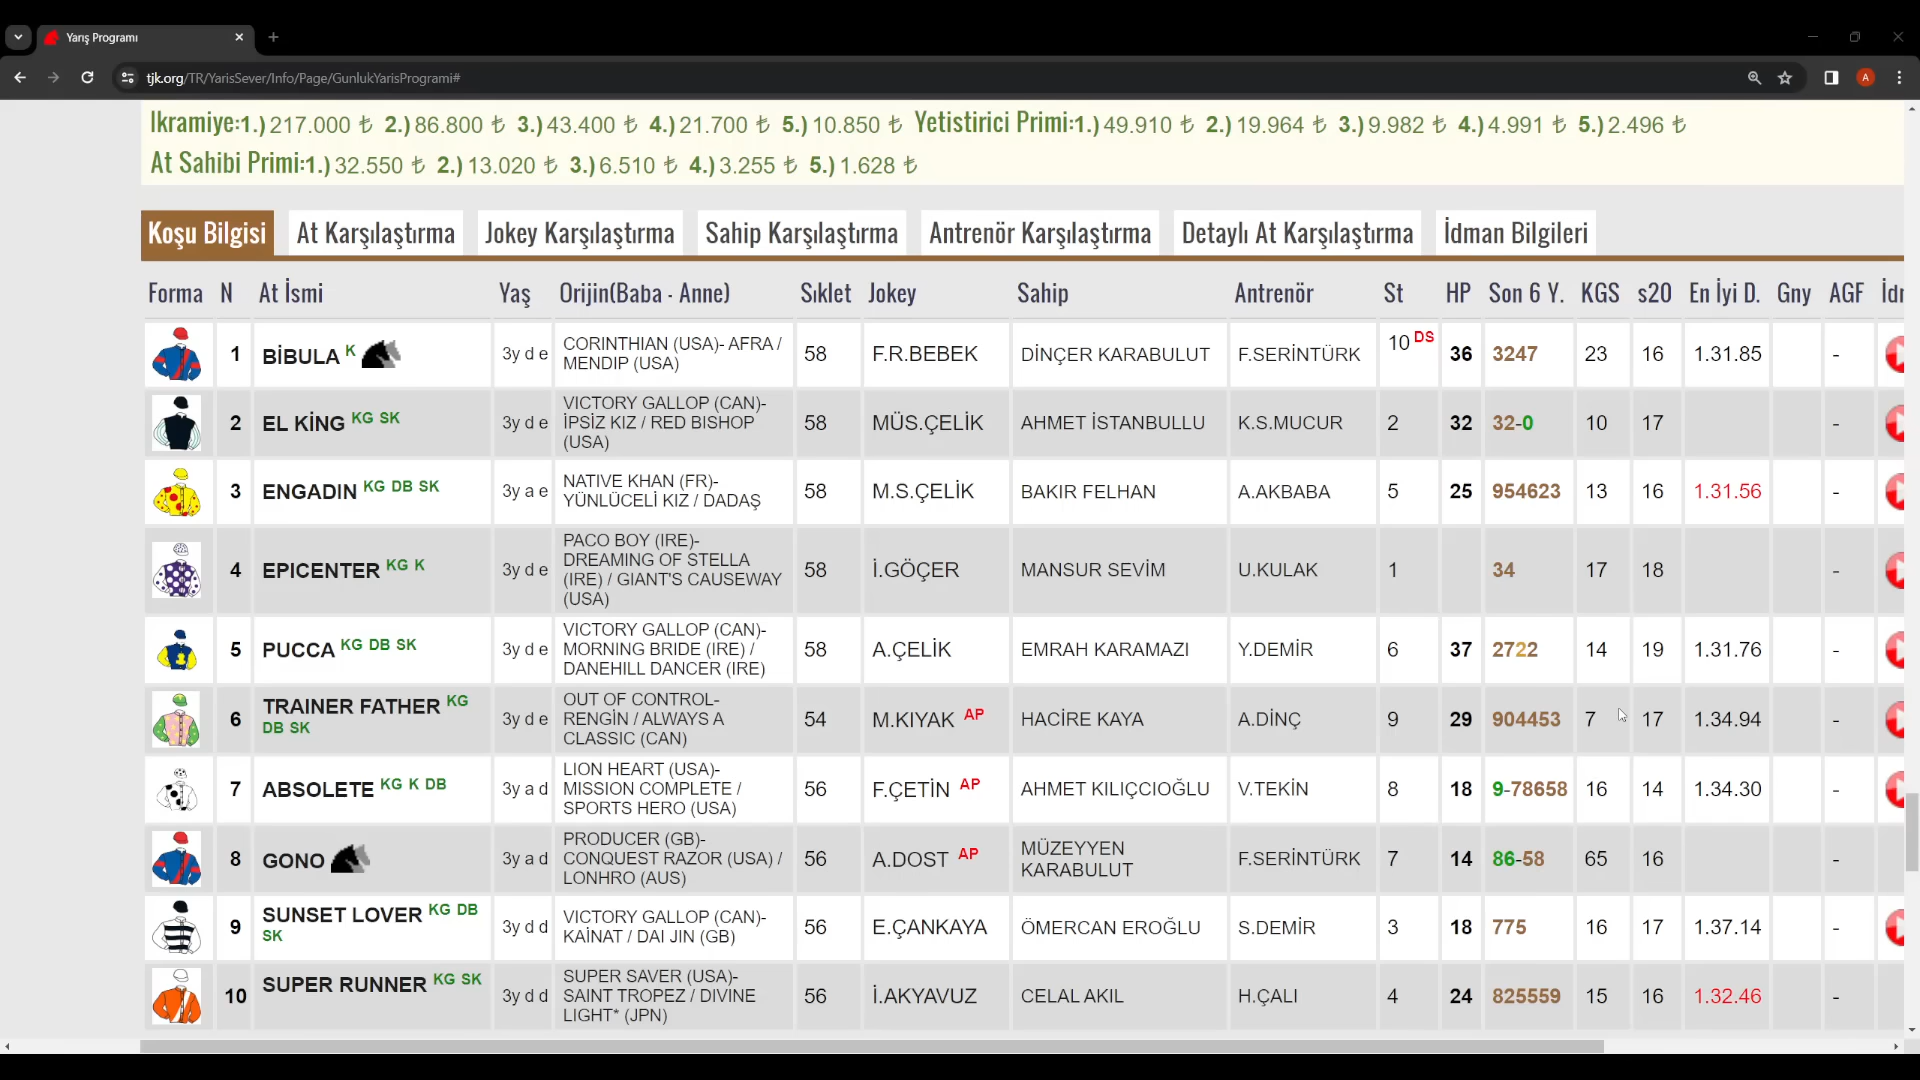 Yarış Programı
tjk.org/TR/YarisSever/Info/Page/GunlukYarisProgrami#
A
Ikramiye:1.) 217.000 ₺ 2.) 86.800 ₺ 3.) 43.400 ₺ 4.) 21.700 ₺ 5.) 10.850 ₺ Yetistirici Primi:1.) 49.910 ₺ 2.) 19.964 ₺ 3.) 9.982 ₺ 4.) 4.991 ₺ 5.) 2.496 ₺
At Sahibi Primi:1.) 32.550 ₺ 2.) 13.020 ₺ 3.) 6.510 ₺ 4.) 3.255 ₺ 5.) 1.628 ₺
Koşu Bilgisi At Karşılaştırma Jokey Karşılaştırma Sahip Karşılaştırma Antrenör Karşılaştırma Detaylı At Karşılaştırma İdman Bilgileri
Forma N At İsmi Yaş Orijin(Baba - Anne) Sıklet Jokey Sahip Antrenör St HP Son 6 Y. KGS s20 En İyi D. Gny AGF İdr
1 BİBULA K 3y d e CORINTHIAN (USA)- AFRA / MENDIP (USA) 58 F.R.BEBEK DİNÇER KARABULUT F.SERİNTÜRK 10 DS 36 3247 23 16 1.31.85 -
2 EL KİNG KG SK 3y d e VICTORY GALLOP (CAN)- İPSİZ KIZ / RED BISHOP (USA) 58 MÜS.ÇELİK AHMET İSTANBULLU K.S.MUCUR 2 32 32-0 10 17 -
3 ENGADIN KG DB SK 3y a e NATIVE KHAN (FR)- YÜNLÜCELİ KIZ / DADAŞ 58 M.S.ÇELİK BAKIR FELHAN A.AKBABA 5 25 954623 13 16 1.31.56 -
4 EPICENTER KG K 3y d e PACO BOY (IRE)- DREAMING OF STELLA (IRE) / GIANT'S CAUSEWAY (USA) 58 İ.GÖÇER MANSUR SEVİM U.KULAK 1 34 17 18 -
5 PUCCA KG DB SK 3y d e VICTORY GALLOP (CAN)- MORNING BRIDE (IRE) / DANEHILL DANCER (IRE) 58 A.ÇELİK EMRAH KARAMAZI Y.DEMİR 6 37 2722 14 19 1.31.76 -
6 TRAINER FATHER KG DB SK 3y d e OUT OF CONTROL- RENGİN / ALWAYS A CLASSIC (CAN) 54 M.KIYAK AP HACİRE KAYA A.DİNÇ 9 29 904453 7 17 1.34.94 -
7 ABSOLETE KG K DB 3y a d LION HEART (USA)- MISSION COMPLETE / SPORTS HERO (USA) 56 F.ÇETİN AP AHMET KILIÇCIOĞLU V.TEKİN 8 18 9-78658 16 14 1.34.30 -
8 GONO 3y a d PRODUCER (GB)- CONQUEST RAZOR (USA) / LONHRO (AUS) 56 A.DOST AP MÜZEYYEN KARABULUT F.SERİNTÜRK 7 14 86-58 65 16 -
9 SUNSET LOVER KG DB SK 3y d d VICTORY GALLOP (CAN)- KAİNAT / DAI JIN (GB) 56 E.ÇANKAYA ÖMERCAN EROĞLU S.DEMİR 3 18 775 16 17 1.37.14 -
10 SUPER RUNNER KG SK 3y d d SUPER SAVER (USA)- SAINT TROPEZ / DIVINE LIGHT* (JPN) 56 İ.AKYAVUZ CELAL AKIL H.ÇALI 4 24 825559 15 16 1.32.46 -